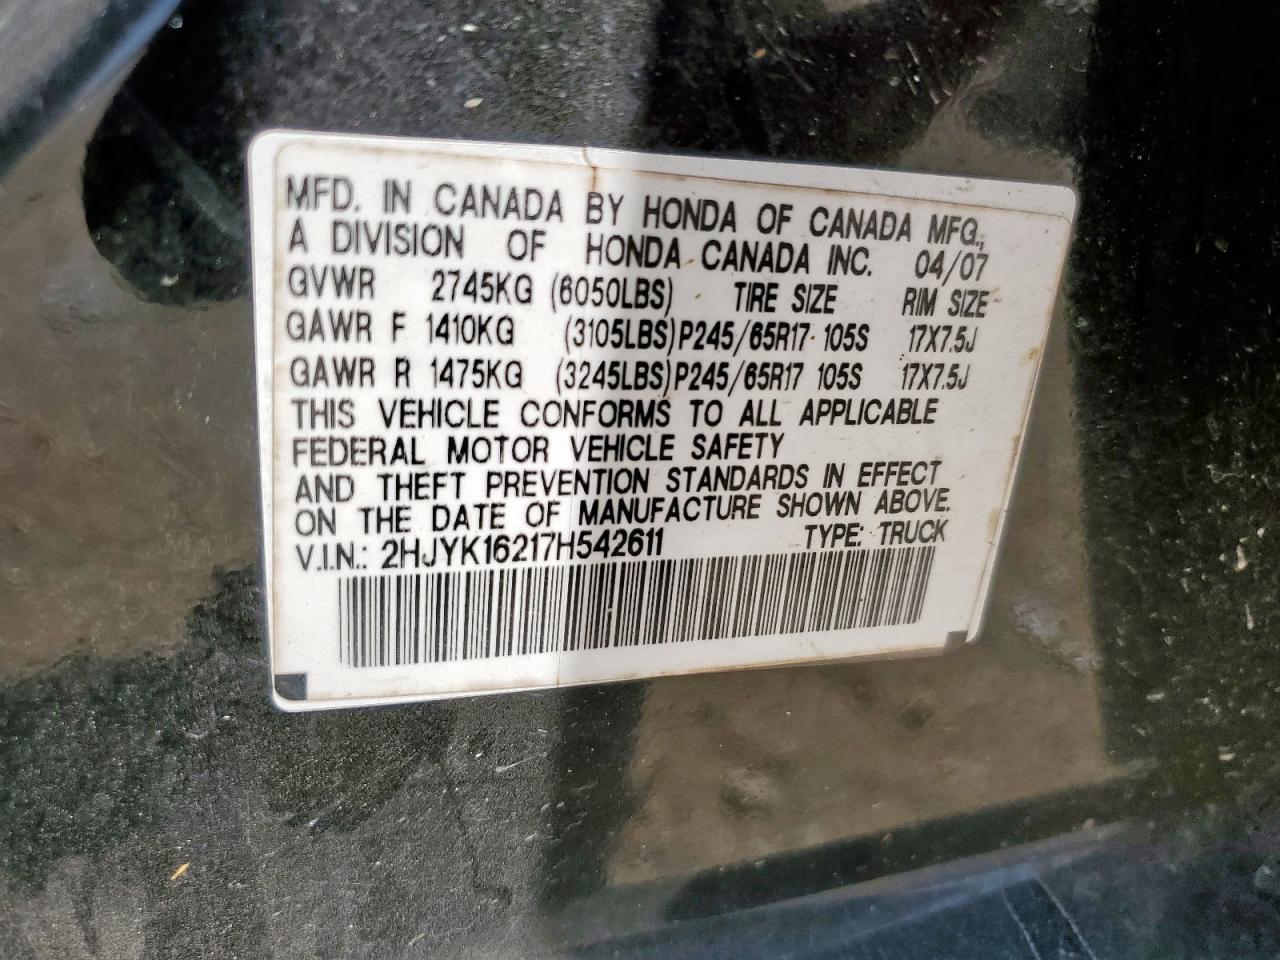 MFD. IN CANADA BY HONDA OF CANADA MFG.,
A DIVISION OF HONDA CANADA INC. 04/07
GVWR 2745KG (6050LBS) TIRE SIZE RIM SIZE
GAWR F 1410KG (3105LBS) P245/65R17 105S 17X7.5J
GAWR R 1475KG (3245LBS) P245/65R17 105S 17X7.5J
THIS VEHICLE CONFORMS TO ALL APPLICABLE
FEDERAL MOTOR VEHICLE SAFETY
AND THEFT PREVENTION STANDARDS IN EFFECT
ON THE DATE OF MANUFACTURE SHOWN ABOVE.
V.I.N.: 2HJYK16217H542611 TYPE: TRUCK